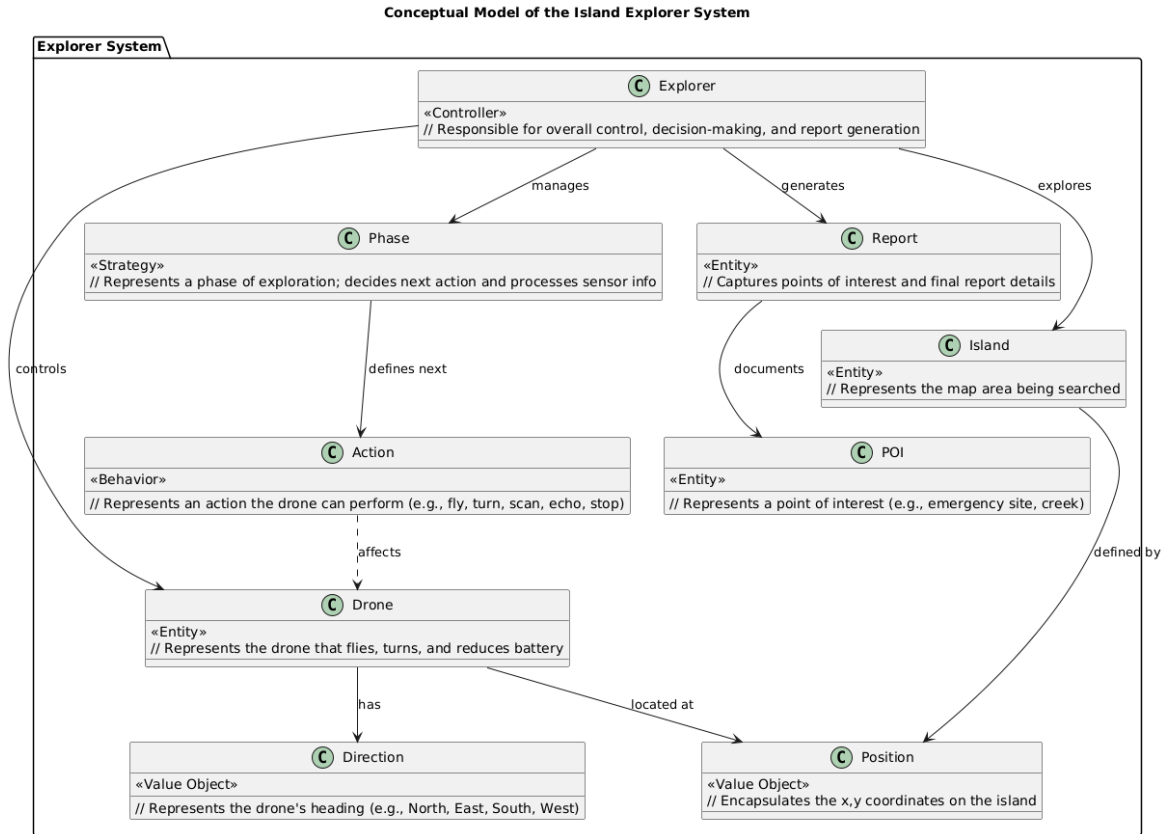 Conceptual Model of the Island Explorer System
Explorer System
C Explorer
«Controller»
// Responsible for overall control, decision-making, and report generation
manages
generates
explores
C Phase
«Strategy»
// Represents a phase of exploration; decides next action and processes sensor info
C Report
«Entity»
// Captures points of interest and final report details
C Island
«Entity»
// Represents the map area being searched
controls
defines next
documents
C Action
«Behavior»
// Represents an action the drone can perform (e.g., fly, turn, scan, echo, stop)
C POI
«Entity»
// Represents a point of interest (e.g., emergency site, creek)
affects
defined by
C Drone
«Entity»
// Represents the drone that flies, turns, and reduces battery
has
located at
C Direction
«Value Object»
// Represents the drone's heading (e.g., North, East, South, West)
C Position
«Value Object»
// Encapsulates the x,y coordinates on the island